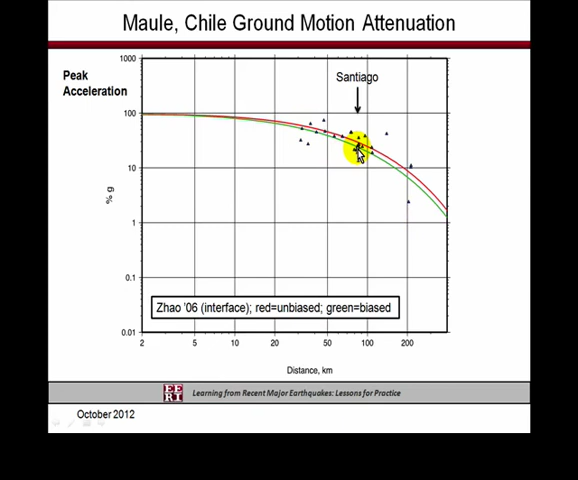 Maule, Chile Ground Motion Attenuation
Peak
Acceleration
Santiago
1000
100
10
1
0.1
0.01
% g
Zhao '06 (interface); red=unbiased; green=biased
2 5 10 20 50 100 200
Distance, km
EE
RI
Learning from Recent Major Earthquakes: Lessons for Practice
October 2012